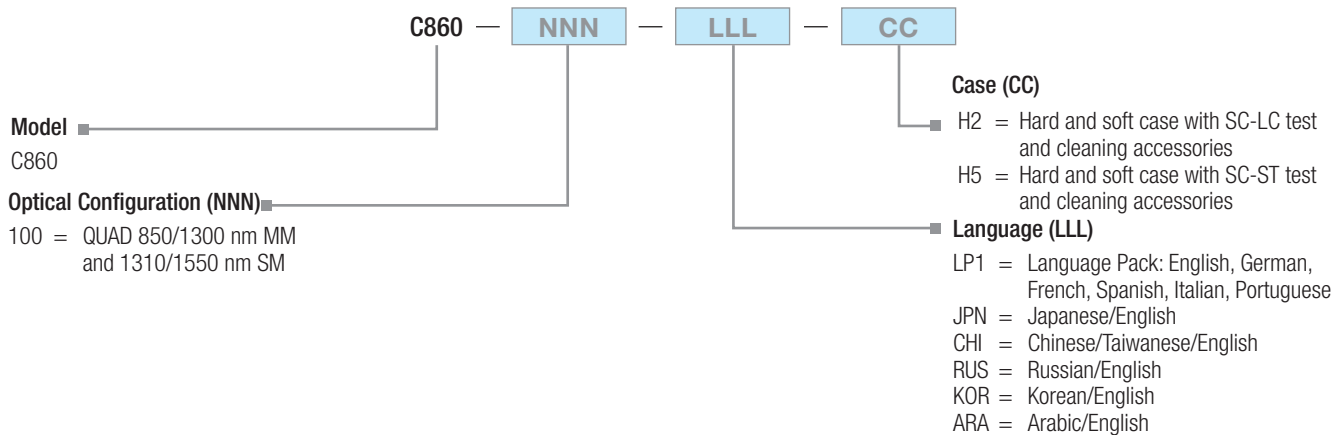 C860 — NNN — LLL — CC
Model
C860
Optical Configuration (NNN)
100 = QUAD 850/1300 nm MM
and 1310/1550 nm SM
Case (CC)
H2 = Hard and soft case with SC-LC test
and cleaning accessories
H5 = Hard and soft case with SC-ST test
and cleaning accessories
Language (LLL)
LP1 = Language Pack: English, German,
French, Spanish, Italian, Portuguese
JPN = Japanese/English
CHI = Chinese/Taiwanese/English
RUS = Russian/English
KOR = Korean/English
ARA = Arabic/English